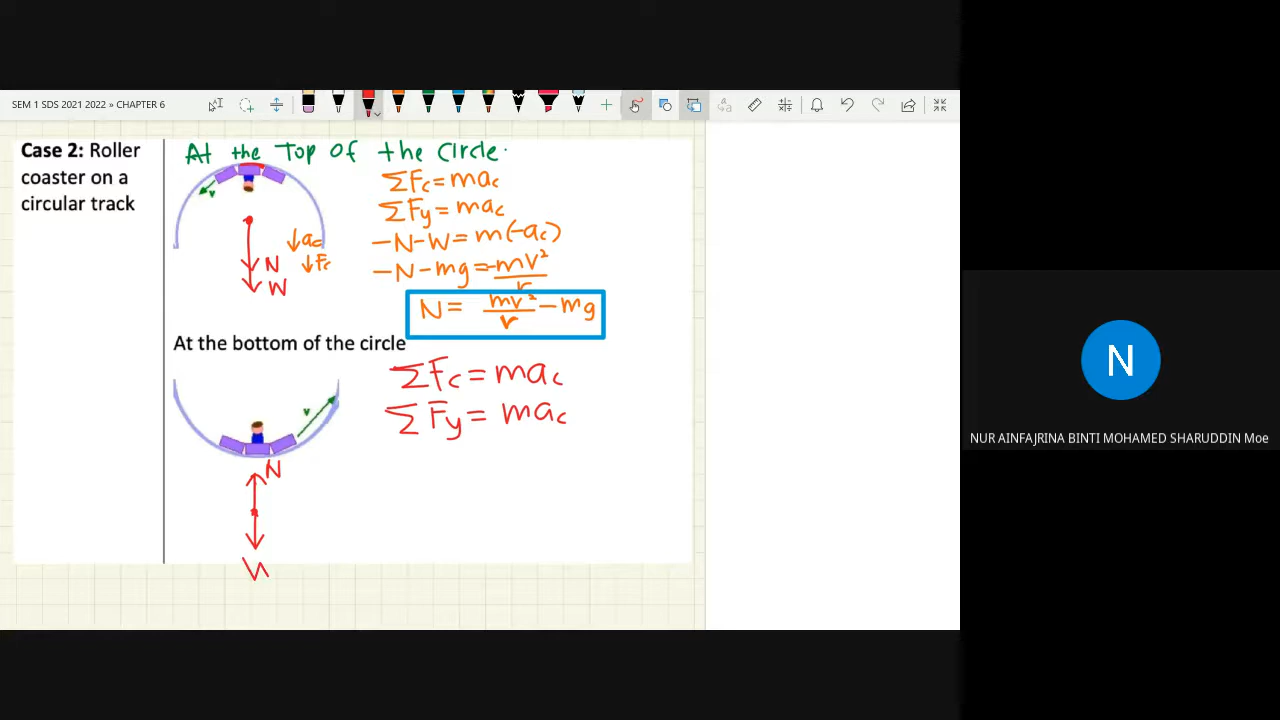 SEM 1 SDS 2021 2022 » CHAPTER 6
Case 2: Roller
coaster on a
circular track
At the Top of the Circle.
v
↓ac
↓Fc
N
W
ΣFc = mac
ΣFy = mac
-N-W = m(-ac)
-N-mg = -mv²/r
N = mv²/r - mg
At the bottom of the circle
v
N
W
ΣFc = mac
ΣFy = mac
N
NUR AINFAJRINA BINTI MOHAMED SHARUDDIN Moe